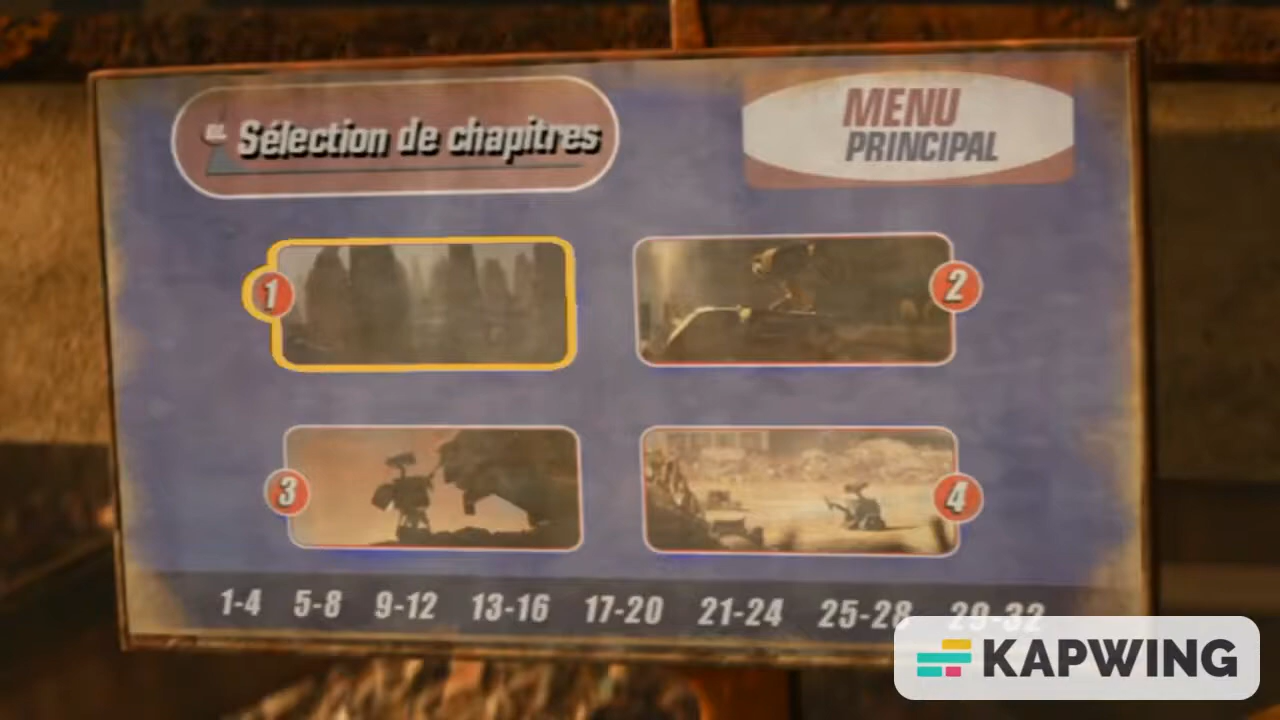 Sélection de chapitres
MENU
PRINCIPAL
1
2
3
4
1-4 5-8 9-12 13-16 17-20 21-24 25-28 29-32
KAPWING